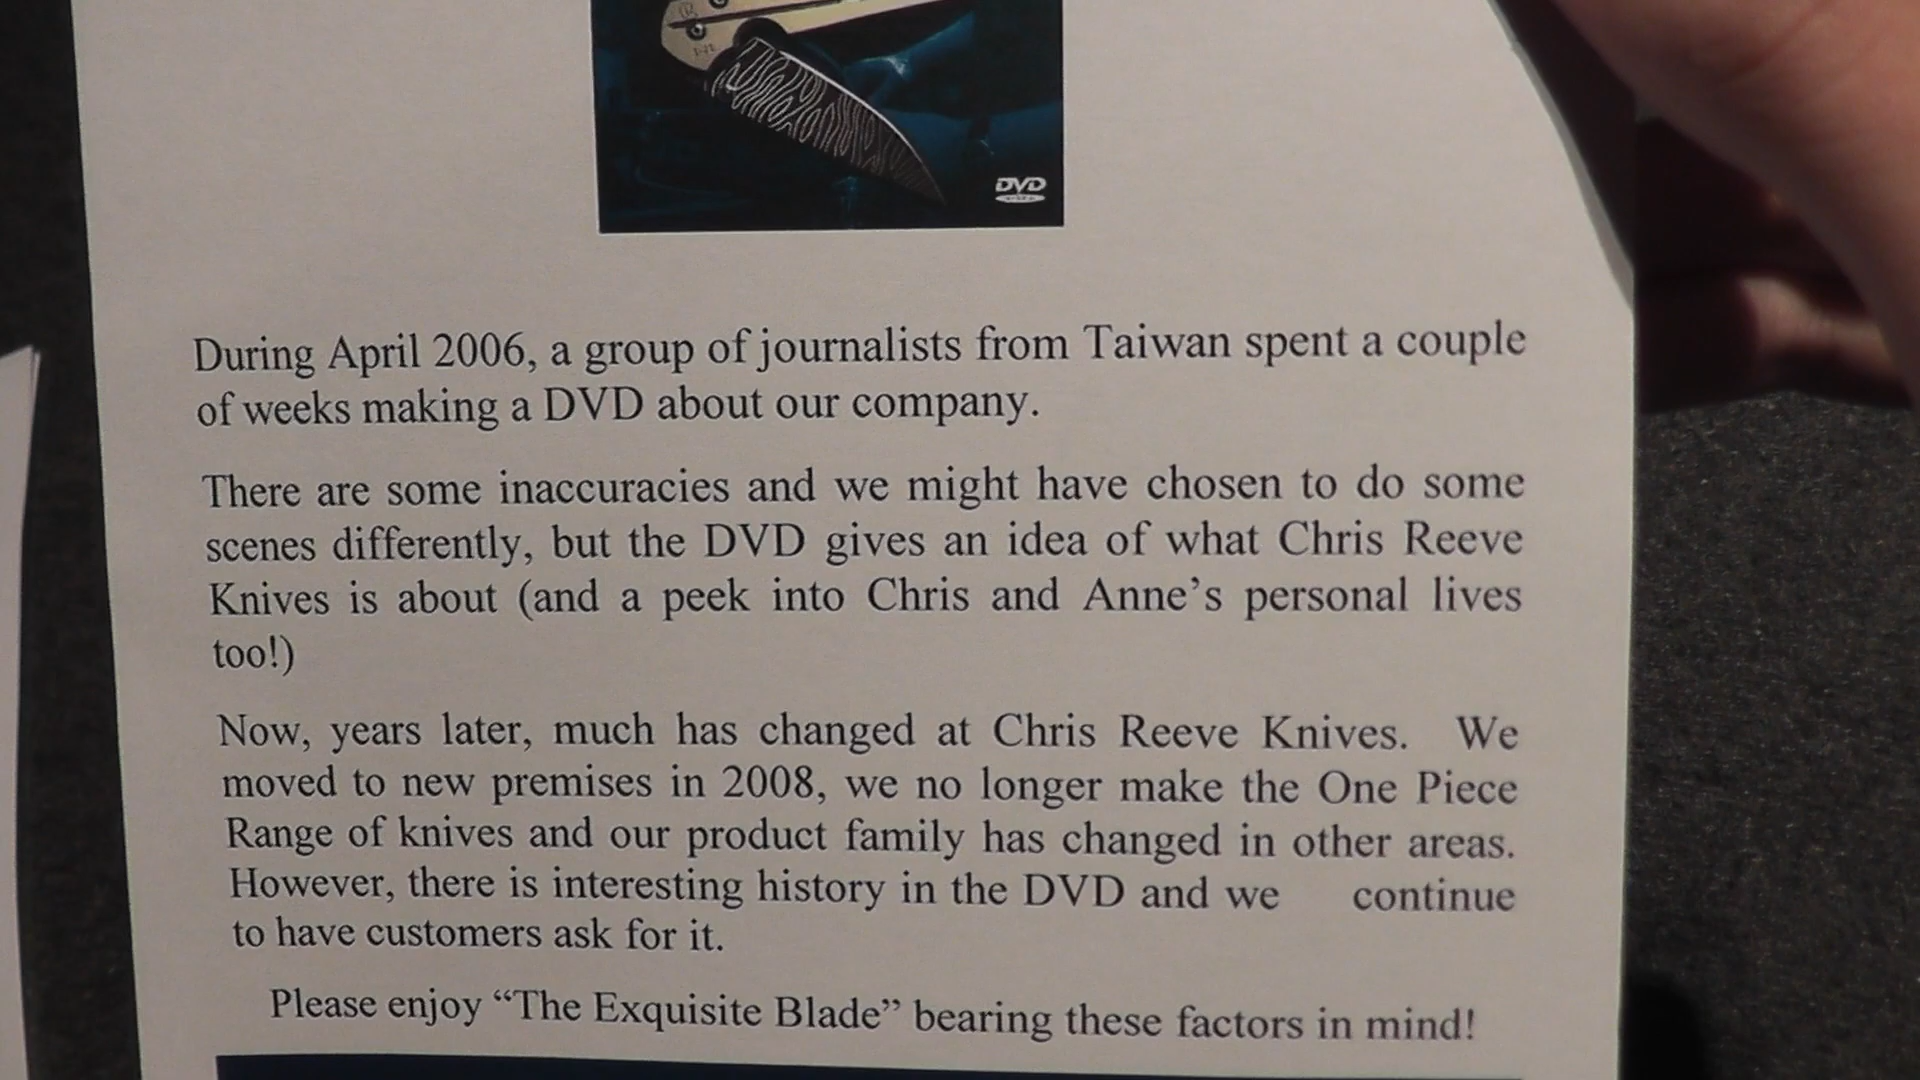 DVD
During April 2006, a group of journalists from Taiwan spent a couple
of weeks making a DVD about our company.
There are some inaccuracies and we might have chosen to do some
scenes differently, but the DVD gives an idea of what Chris Reeve
Knives is about (and a peek into Chris and Anne’s personal lives
too!)
Now, years later, much has changed at Chris Reeve Knives. We
moved to new premises in 2008, we no longer make the One Piece
Range of knives and our product family has changed in other areas.
However, there is interesting history in the DVD and we continue
to have customers ask for it.
Please enjoy “The Exquisite Blade” bearing these factors in mind!